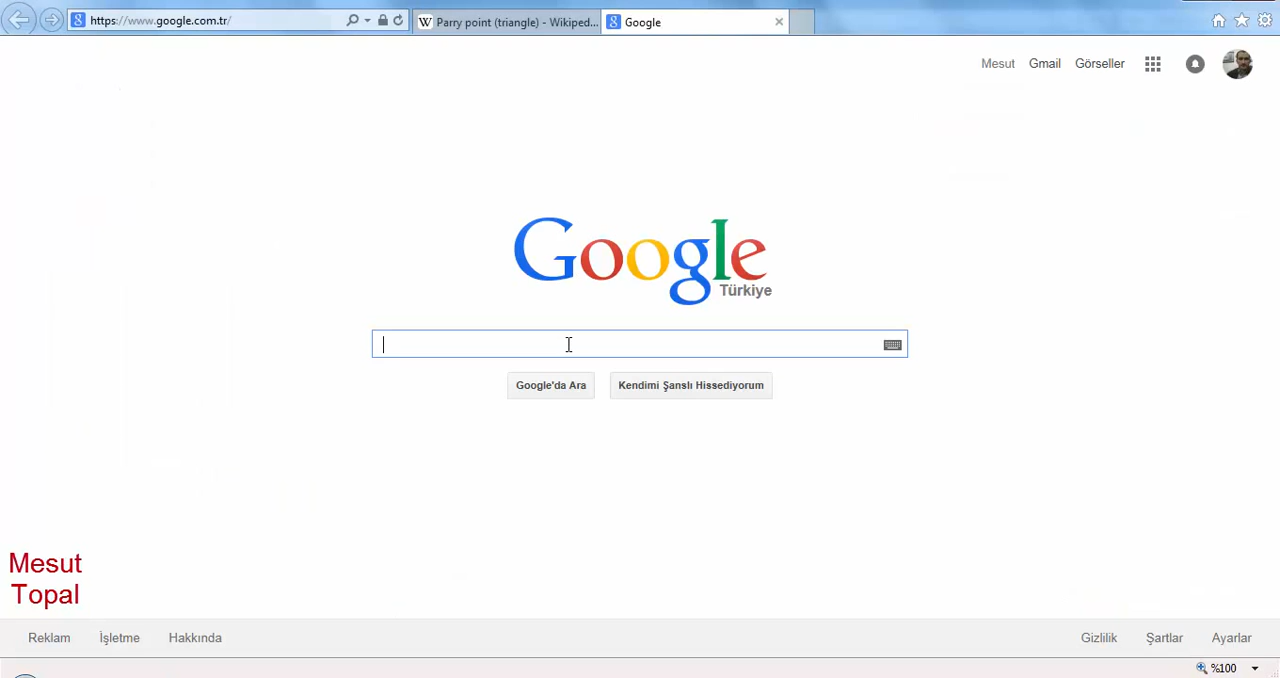 https://www.google.com.tr/
Parry point (triangle) - Wikiped...
Google
Mesut Gmail Görseller
Google
Türkiye
Google'da Ara
Kendimi Şanslı Hissediyorum
Mesut
Topal
Reklam İşletme Hakkında
Gizlilik Şartlar Ayarlar
%100